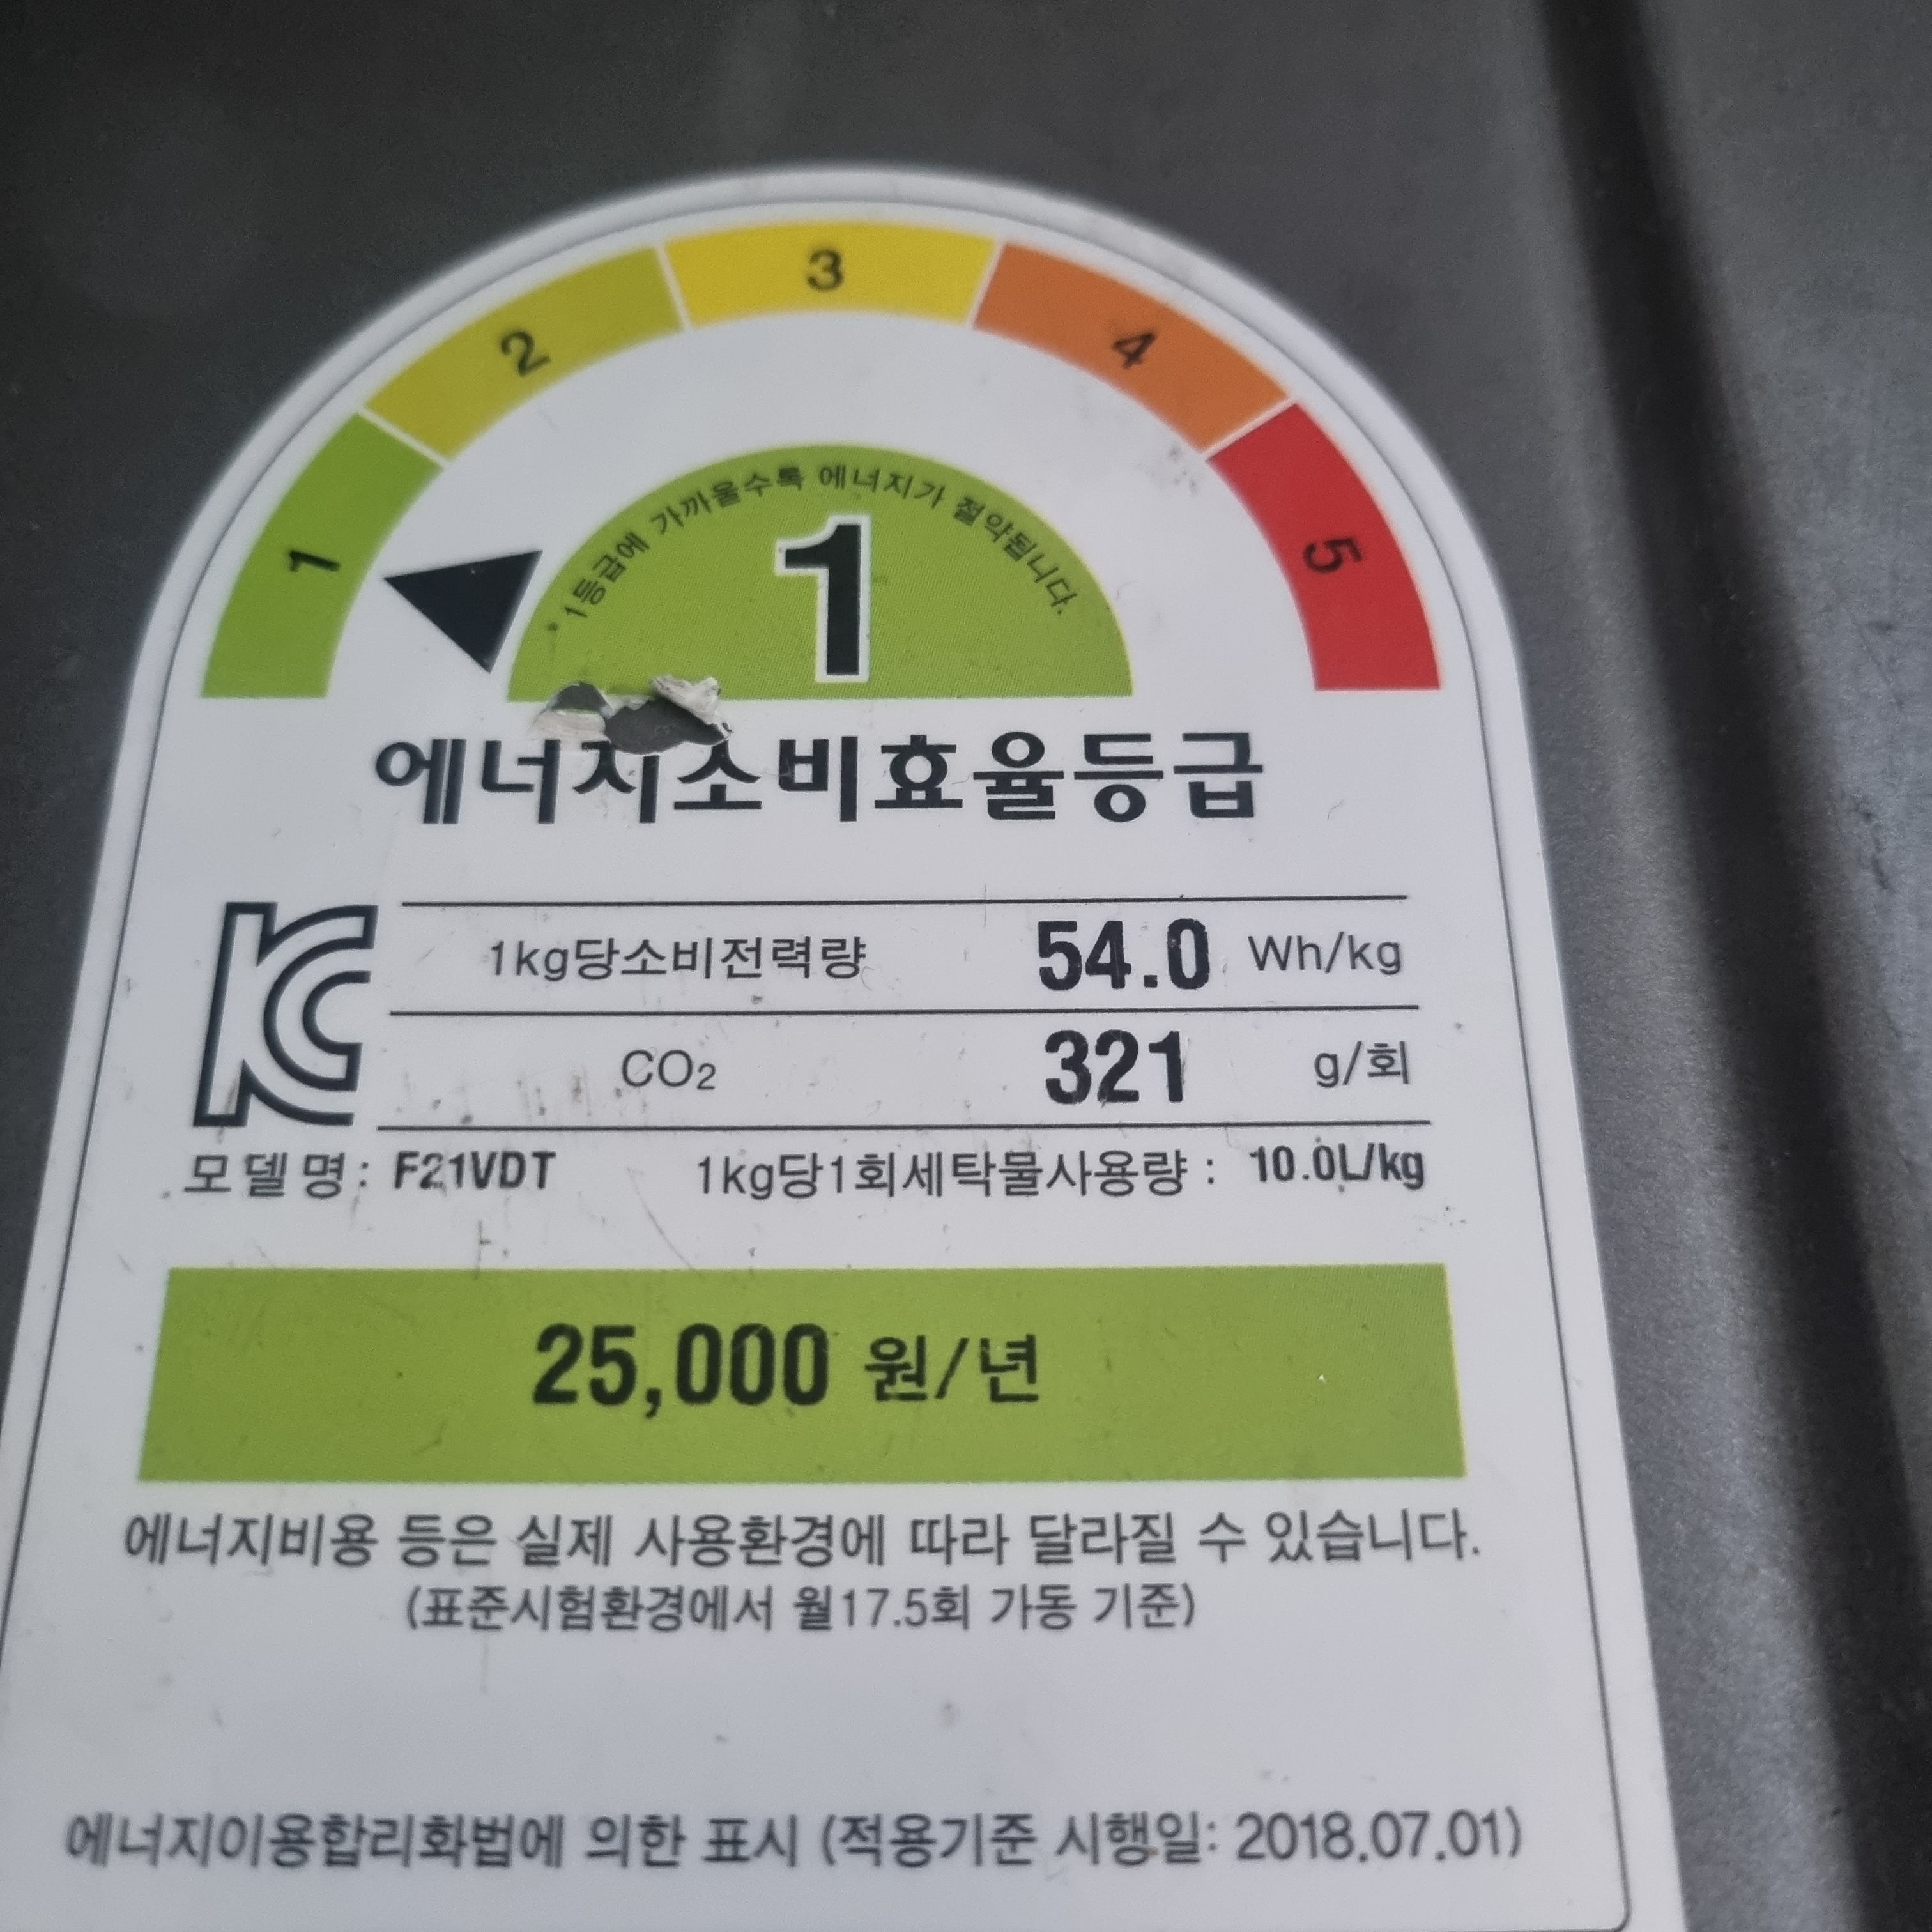 3
2
4
1
5
*1등급에 가까울수록 에너지가 절약됩니다.
1
에너지소비효율등급
KC
1kg당소비전력량 54.0 Wh/kg
CO₂ 321 g/회
모델명: F21VDT 1kg당1회세탁물사용량 : 10.0L/kg
25,000 원/년
에너지비용 등은 실제 사용환경에 따라 달라질 수 있습니다.
(표준시험환경에서 월17.5회 가동 기준)
에너지이용합리화법에 의한 표시 (적용기준 시행일: 2018.07.01)